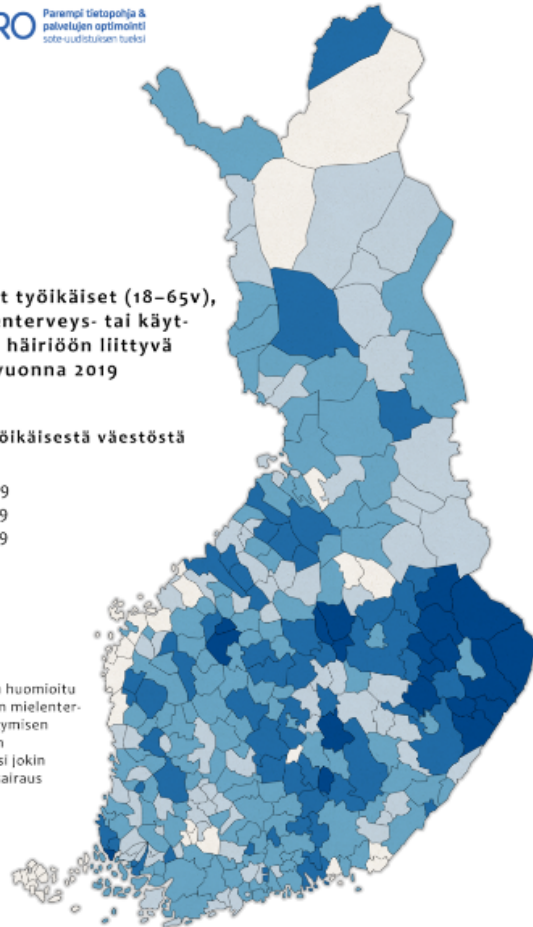 RO
Parempi tietopohja &
palvelujen optimointi
sote-uudistuksen tueksi
t työikäiset (18–65v),
nterveys- tai käyt-
häiriöön liittyvä
vuonna 2019
öikäisestä väestöstä
9
9
9
huomioitu
n mielenter-
ymisen
n
si jokin
airaus